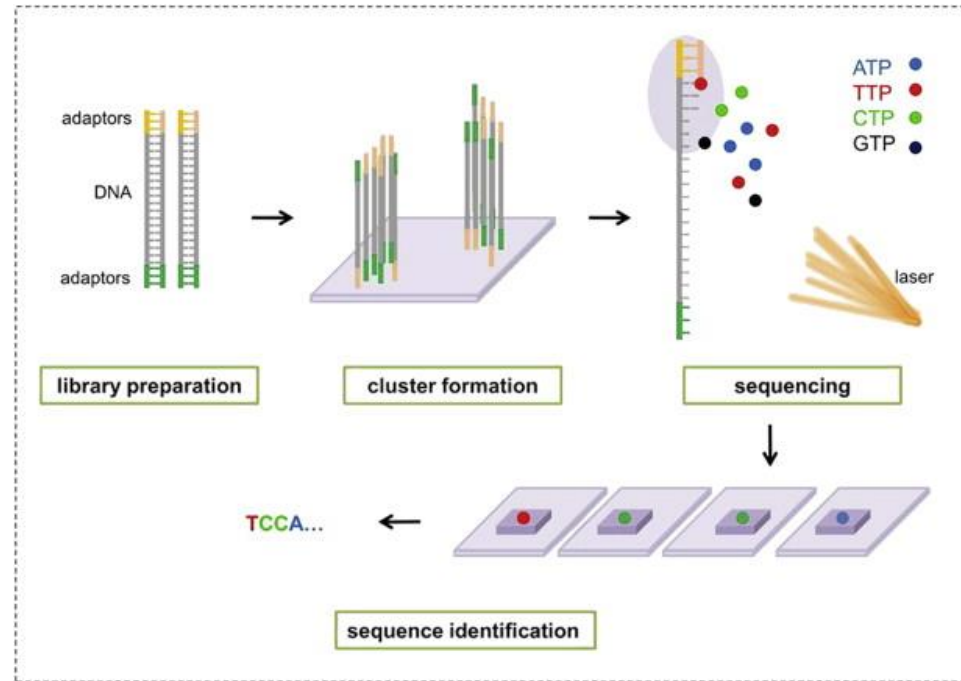 adaptors
DNA
adaptors
ATP
TTP
CTP
GTP
laser
library preparation
cluster formation
sequencing
TCCA...
sequence identification